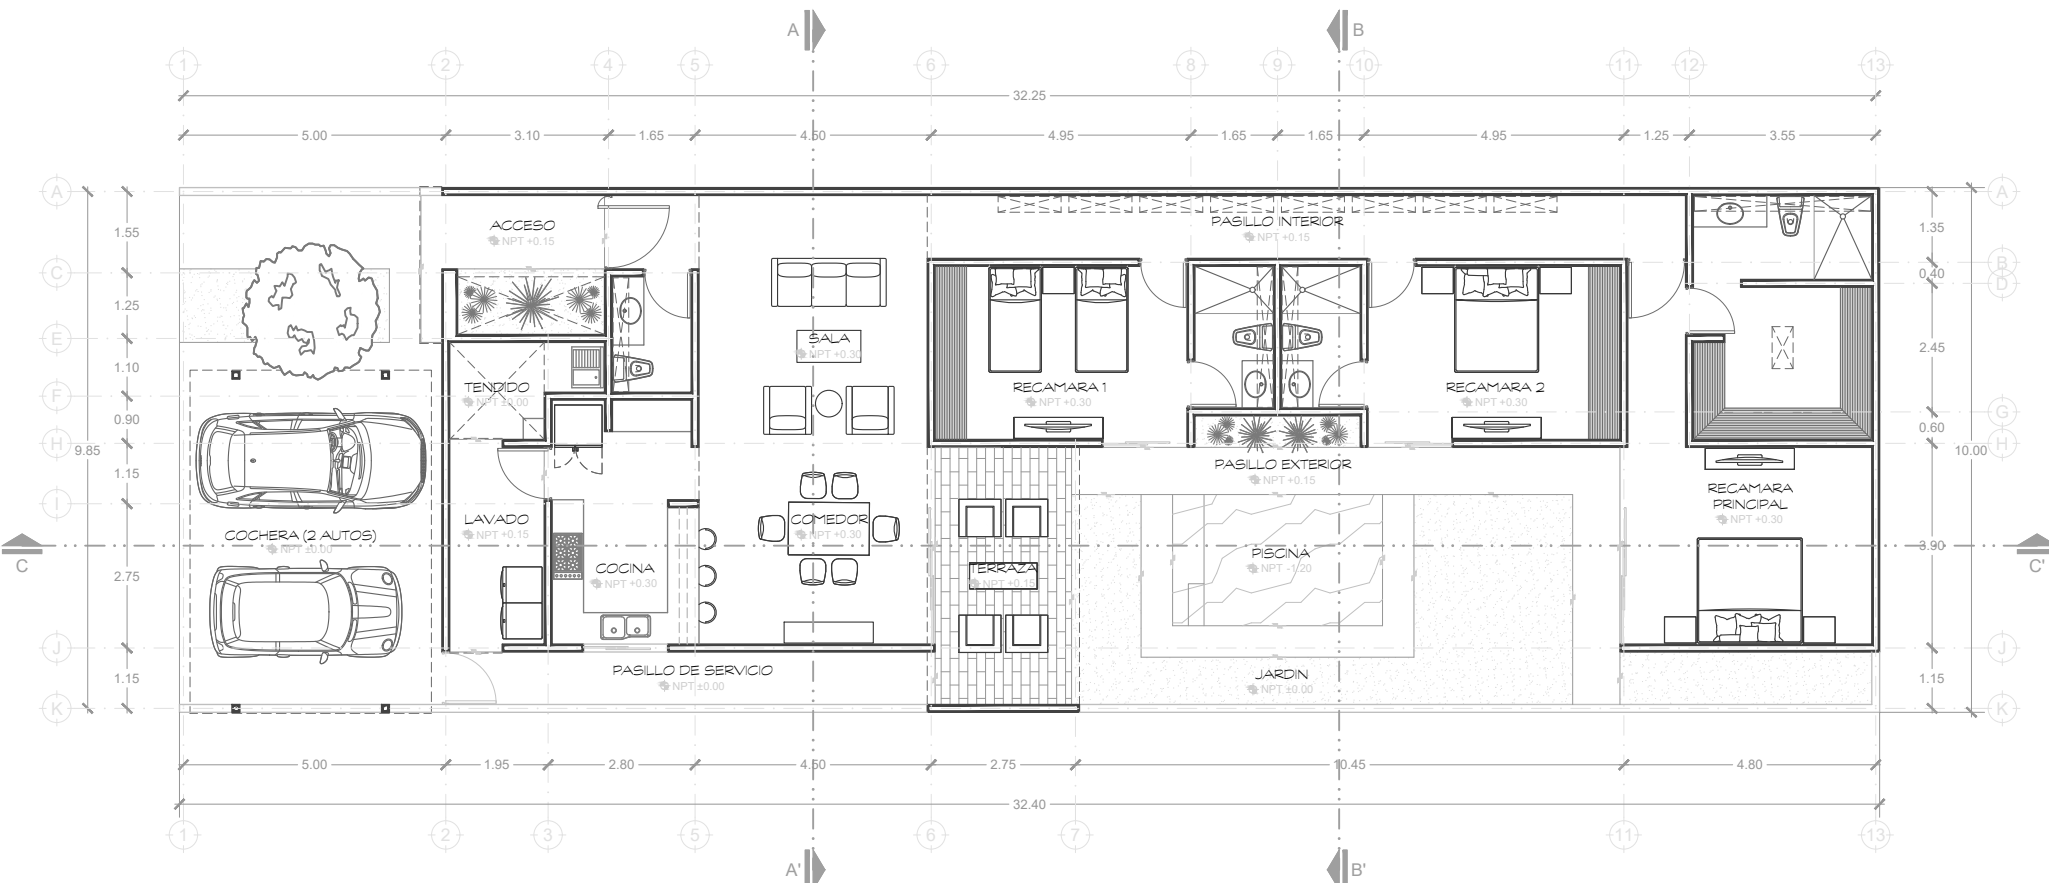 A
B
1
2
4
5
6
8
9
10
11
12
13
32.25
5.00
3.10
1.65
4.50
4.95
1.65
1.65
4.95
1.25
3.55
A
C
E
F
H
I
J
K
9.85
1.55
1.25
1.10
0.90
1.15
2.75
1.15
ACCESO
NPT +0.15
PASILLO INTERIOR
NPT +0.15
SALA
NPT +0.30
TENDIDO
NPT ±0.00
RECAMARA 1
NPT +0.30
RECAMARA 2
NPT +0.30
PASILLO EXTERIOR
NPT +0.15
RECAMARA
PRINCIPAL
NPT +0.30
COCHERA (2 AUTOS)
NPT ±0.00
LAVADO
NPT +0.15
COMEDOR
NPT +0.30
COCINA
NPT +0.30
TERRAZA
NPT +0.15
PISCINA
NPT -1.20
PASILLO DE SERVICIO
NPT ±0.00
JARDIN
NPT ±0.00
A
B
D
G
H
J
K
1.35
0.40
2.45
0.60
3.90
1.15
10.00
C
C'
5.00
1.95
2.80
4.50
2.75
10.45
4.80
32.40
1
2
3
5
6
7
11
13
A'
B'